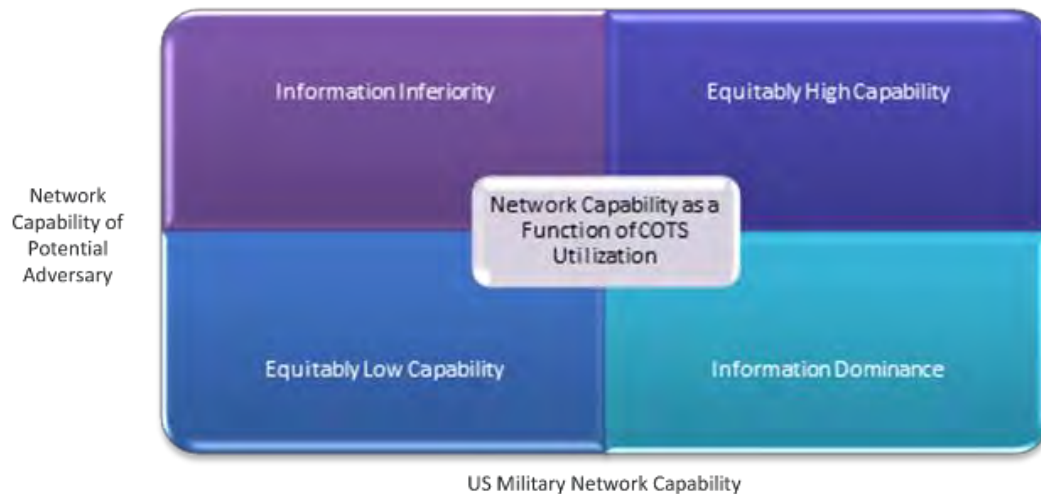 Information Inferiority
Equitably High Capability
Network
Capability of
Potential
Adversary
Network Capability as a
Function of COTS
Utilization
Equitably Low Capability
Information Dominance
US Military Network Capability